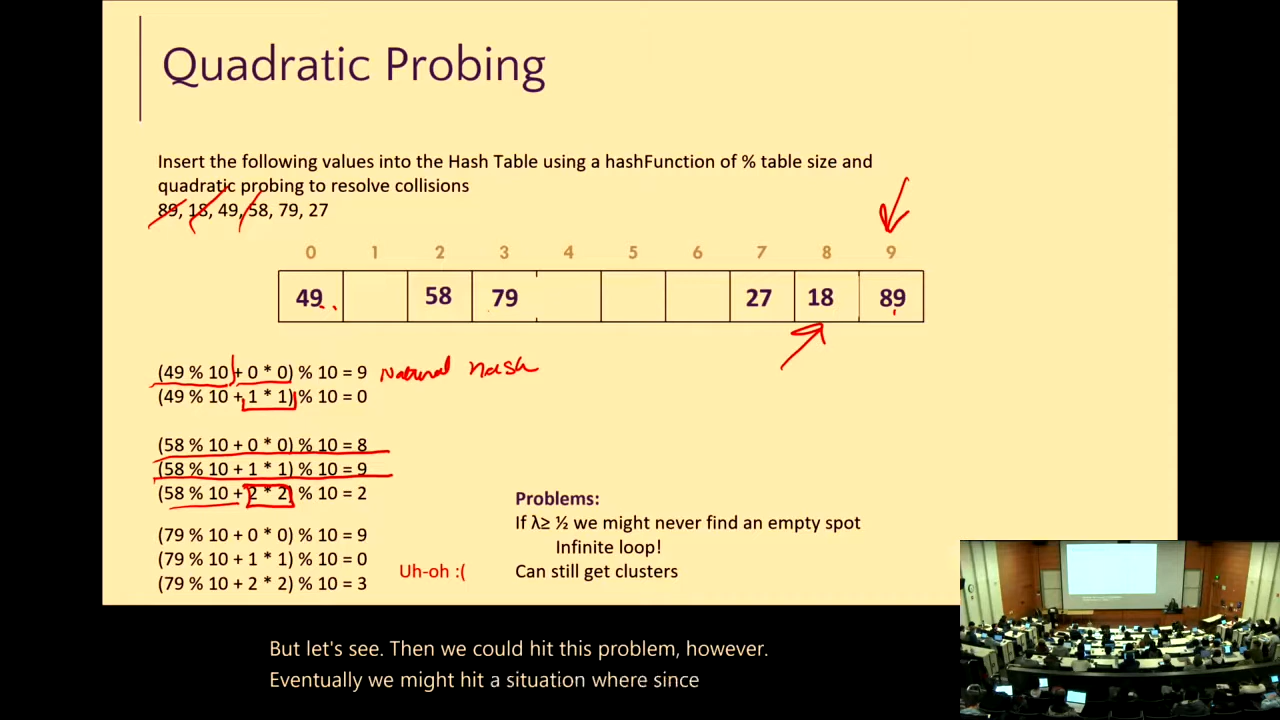 Quadratic Probing
Insert the following values into the Hash Table using a hashFunction of % table size and
quadratic probing to resolve collisions
89, 18, 49, 58, 79, 27
0 1 2 3 4 5 6 7 8 9
49 58 79 27 18 89
(49 % 10 + 0 * 0) % 10 = 9 Natural hash
(49 % 10 + 1 * 1) % 10 = 0
(58 % 10 + 0 * 0) % 10 = 8
(58 % 10 + 1 * 1) % 10 = 9
(58 % 10 + 2 * 2) % 10 = 2
(79 % 10 + 0 * 0) % 10 = 9
(79 % 10 + 1 * 1) % 10 = 0
(79 % 10 + 2 * 2) % 10 = 3
Uh-oh :(
Problems:
If λ≥ ½ we might never find an empty spot
Infinite loop!
Can still get clusters
But let's see. Then we could hit this problem, however.
Eventually we might hit a situation where since